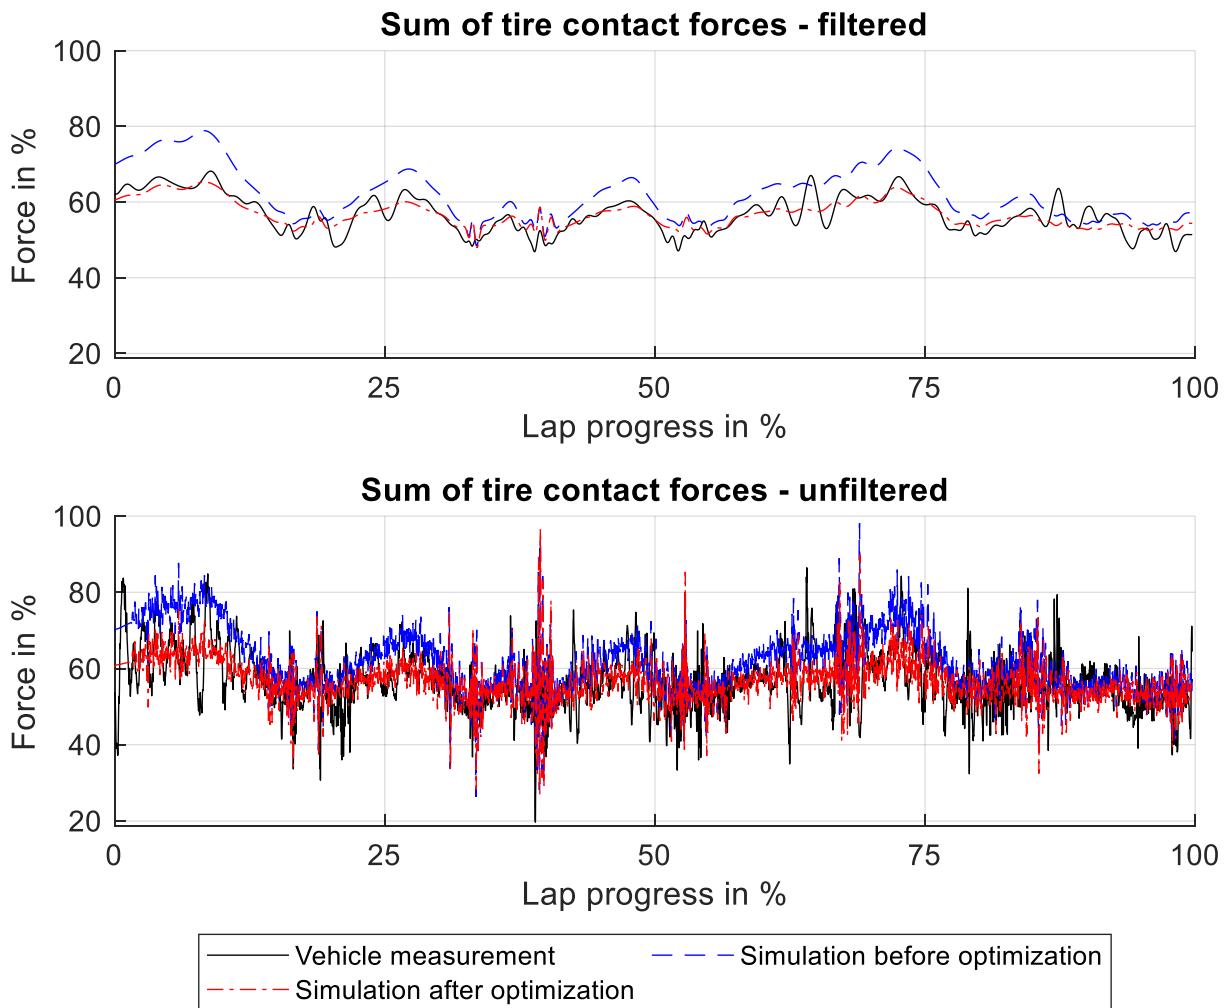 Sum of tire contact forces - filtered
100
80
60
40
20
Force in %
0 25 50 75 100
Lap progress in %
Sum of tire contact forces - unfiltered
100
80
60
40
20
Force in %
0 25 50 75 100
Lap progress in %
Vehicle measurement Simulation before optimization
Simulation after optimization